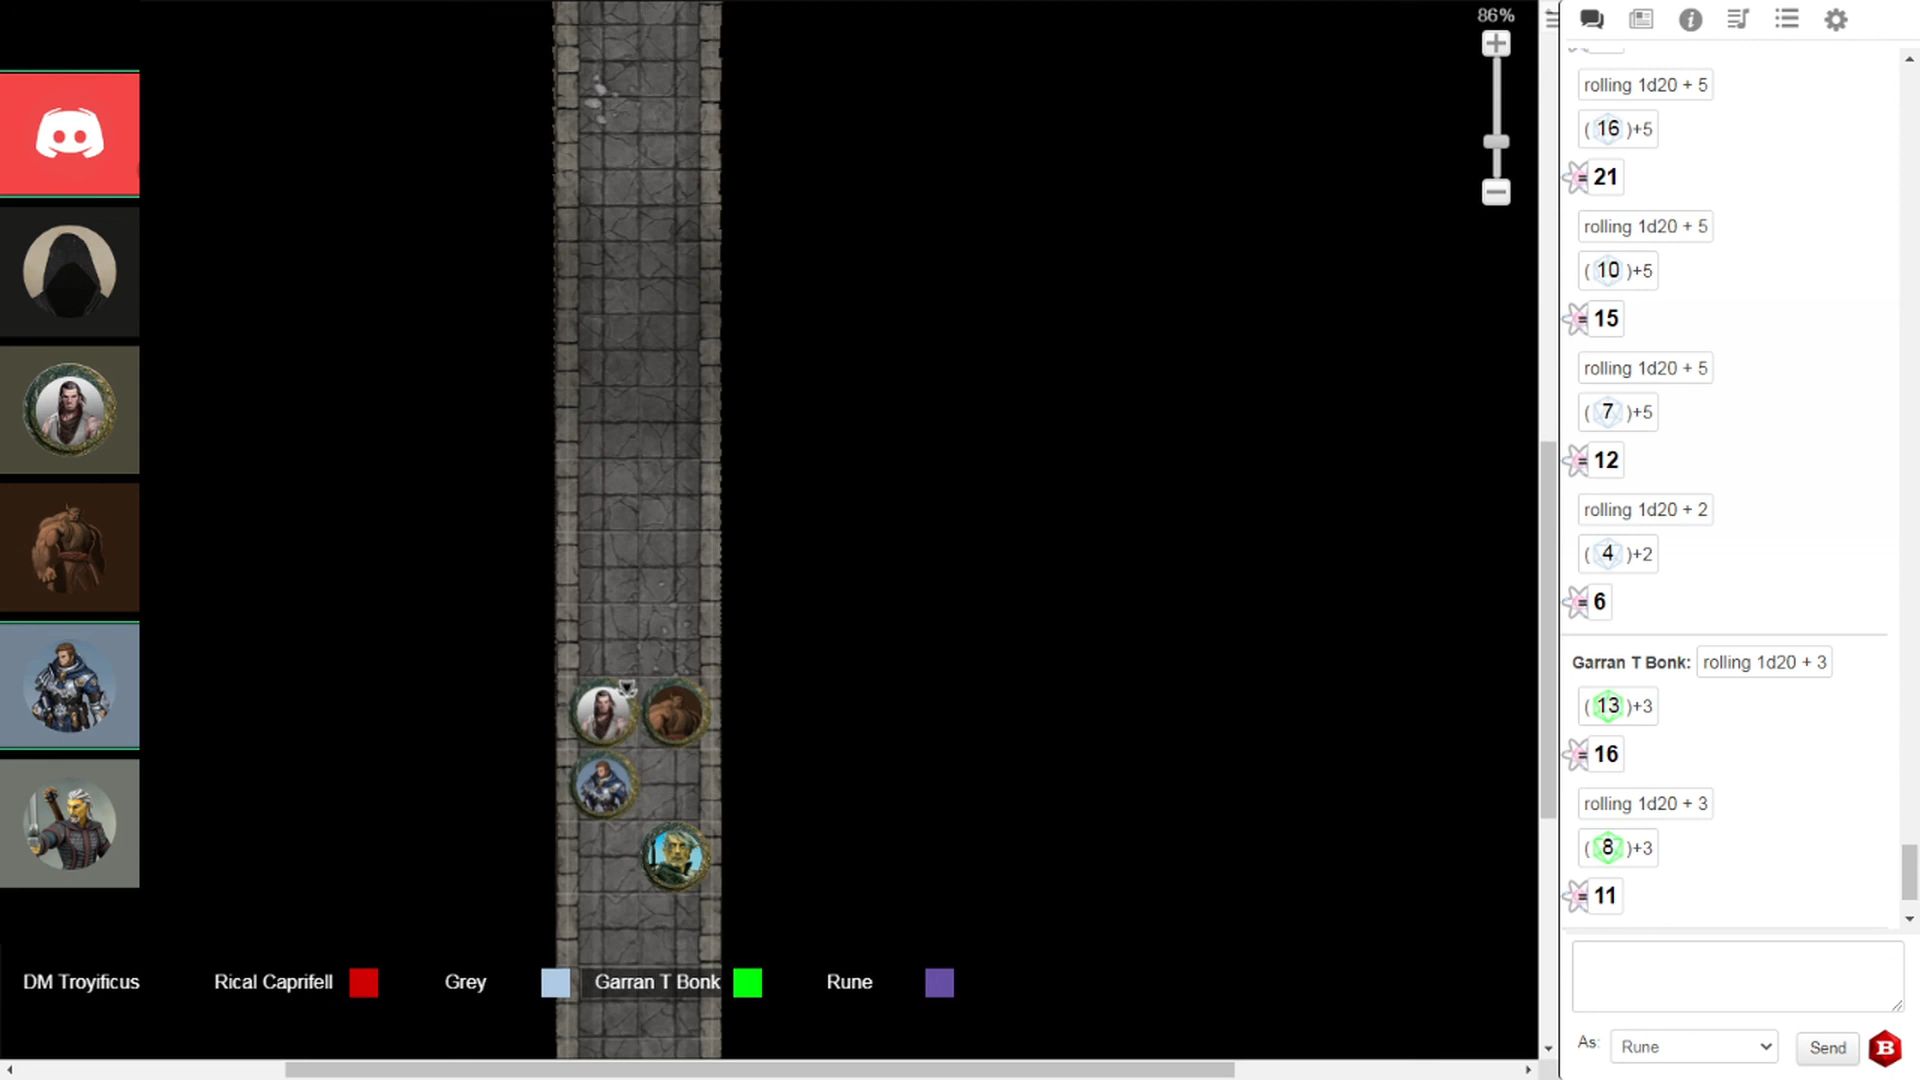 86%
rolling 1d20 + 5
(16)+5
= 21
rolling 1d20 + 5
(10)+5
= 15
rolling 1d20 + 5
(7)+5
= 12
rolling 1d20 + 2
(4)+2
= 6
Garran T Bonk: rolling 1d20 + 3
(13)+3
= 16
rolling 1d20 + 3
(8)+3
= 11
DM Troyificus Rical Caprifell Grey Garran T Bonk Rune
As: Rune Send B